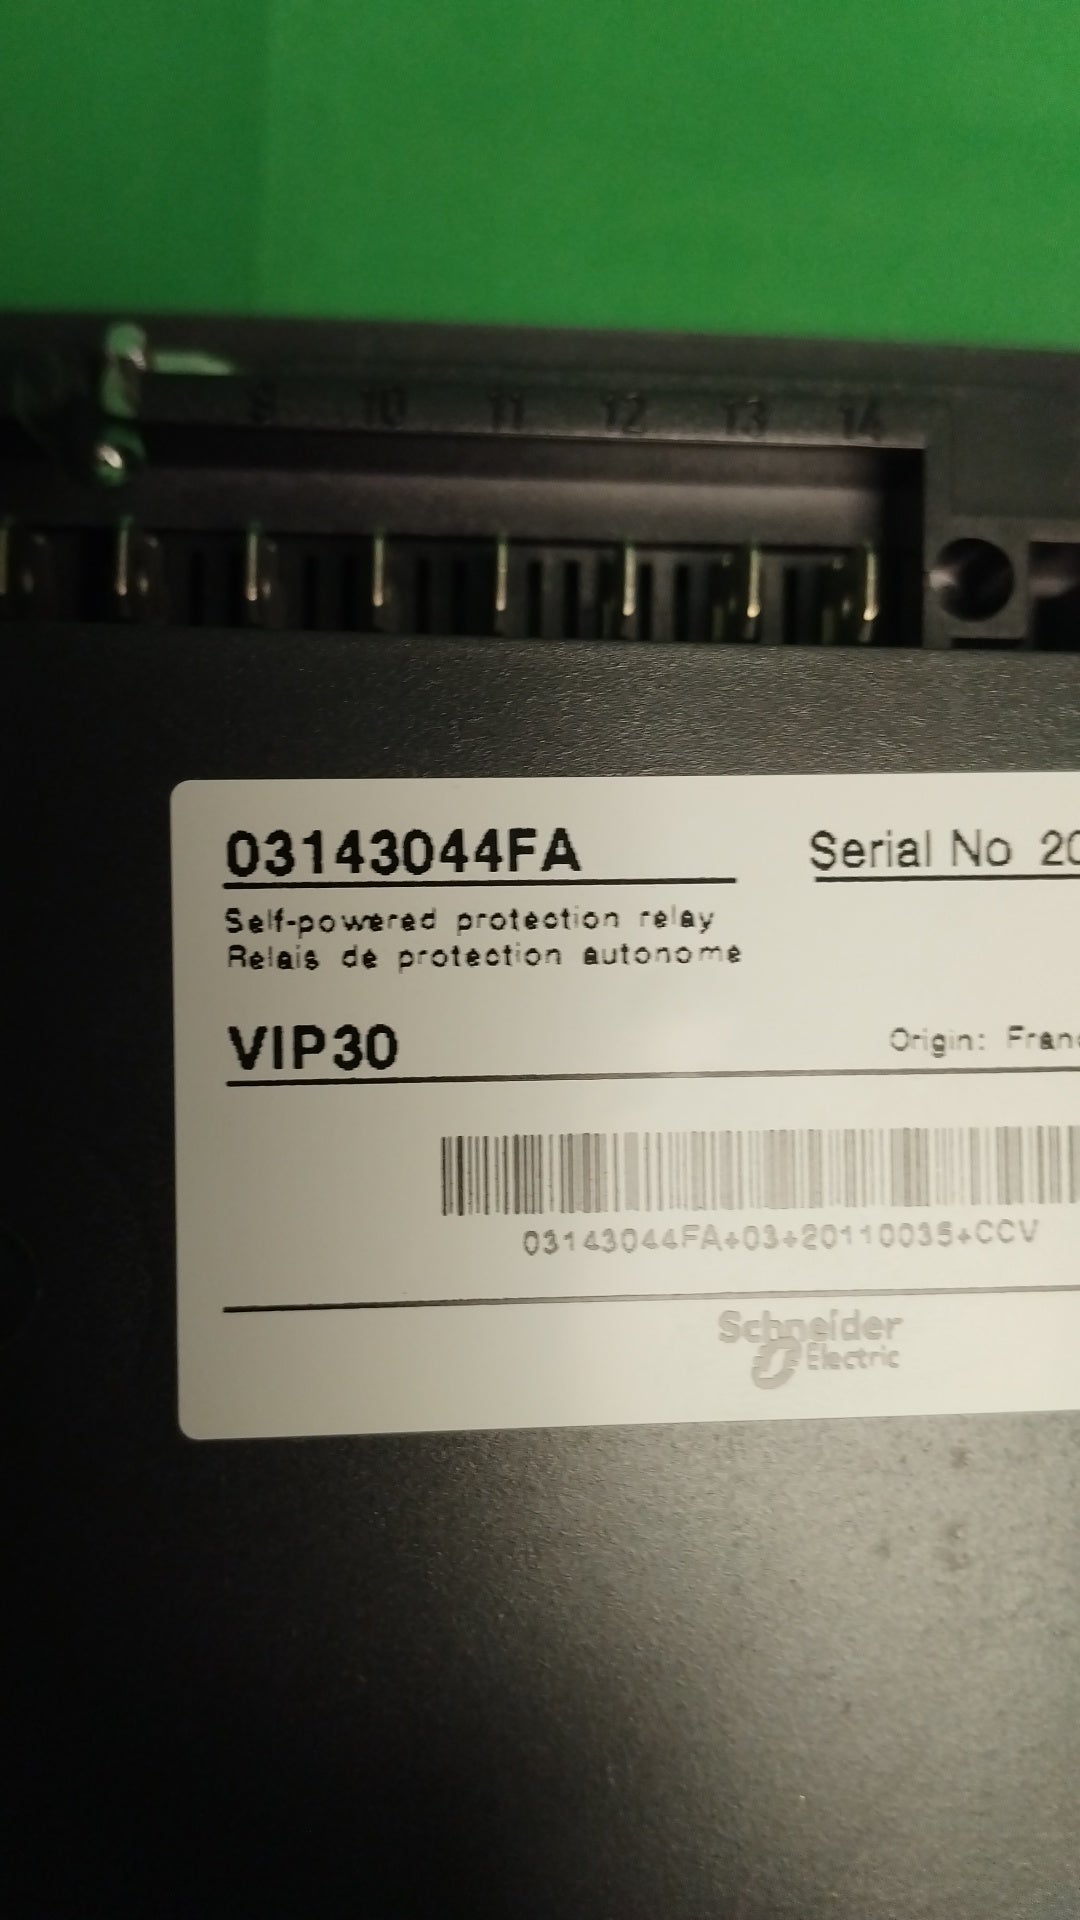 9 10 11 12 13 14
03143044FA Serial No 20
Self-powered protection relay
Relais de protection autonome
VIP30 Origin: Franc
03143044FA+03+20110035+CCV
Schneider
Electric